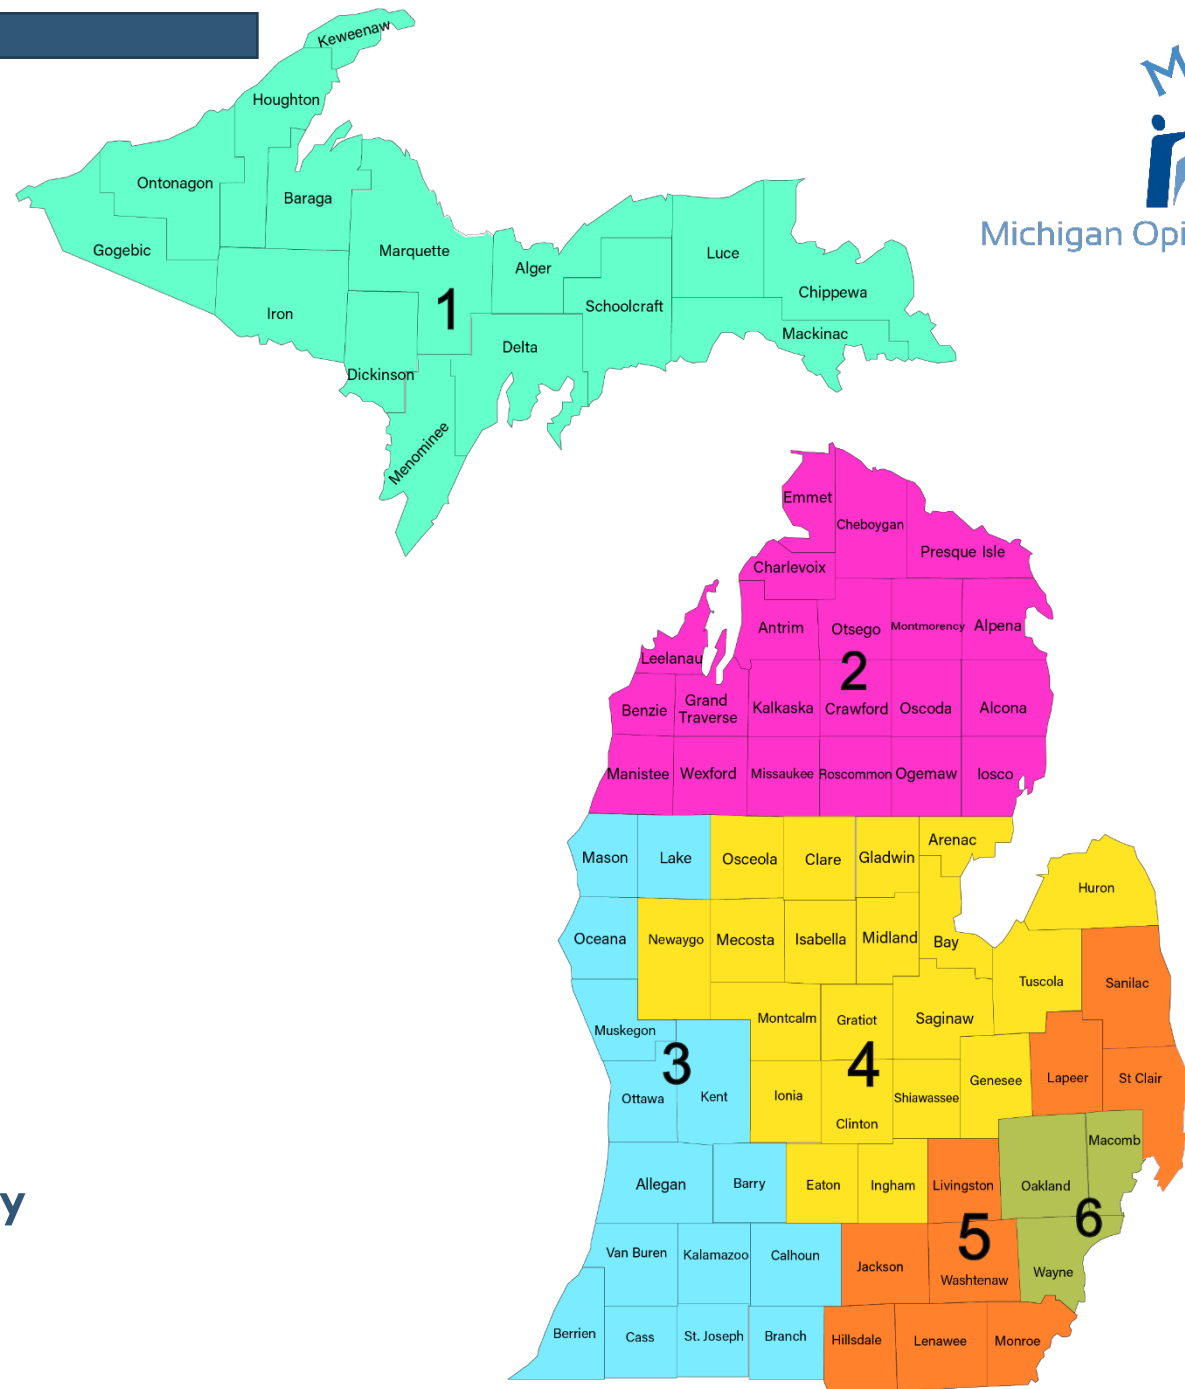 Keweenaw
Houghton
Ontonagon
Baraga
Gogebic
Marquette
Alger
Luce
Iron
1
Schoolcraft
Chippewa
Mackinac
Delta
Dickinson
Menominee
M
Michigan Opi
Emmet
Cheboygan
Presque Isle
Charlevoix
Antrim
Otsego
Montmorency
Alpena
Leelanau
2
Benzie
Grand
Traverse
Kalkaska
Crawford
Oscoda
Alcona
Manistee
Wexford
Missaukee
Roscommon
Ogemaw
Iosco
Mason
Lake
Osceola
Clare
Gladwin
Arenac
Huron
Oceana
Newaygo
Mecosta
Isabella
Midland
Bay
Tuscola
Sanilac
Muskegon
Montcalm
Gratiot
Saginaw
3
4
Ottawa
Kent
Ionia
Clinton
Shiawassee
Genesee
Lapeer
St Clair
Macomb
Allegan
Barry
Eaton
Ingham
Livingston
Oakland
y
5
6
Van Buren
Kalamazoo
Calhoun
Jackson
Washtenaw
Wayne
Berrien
Cass
St. Joseph
Branch
Hillsdale
Lenawee
Monroe